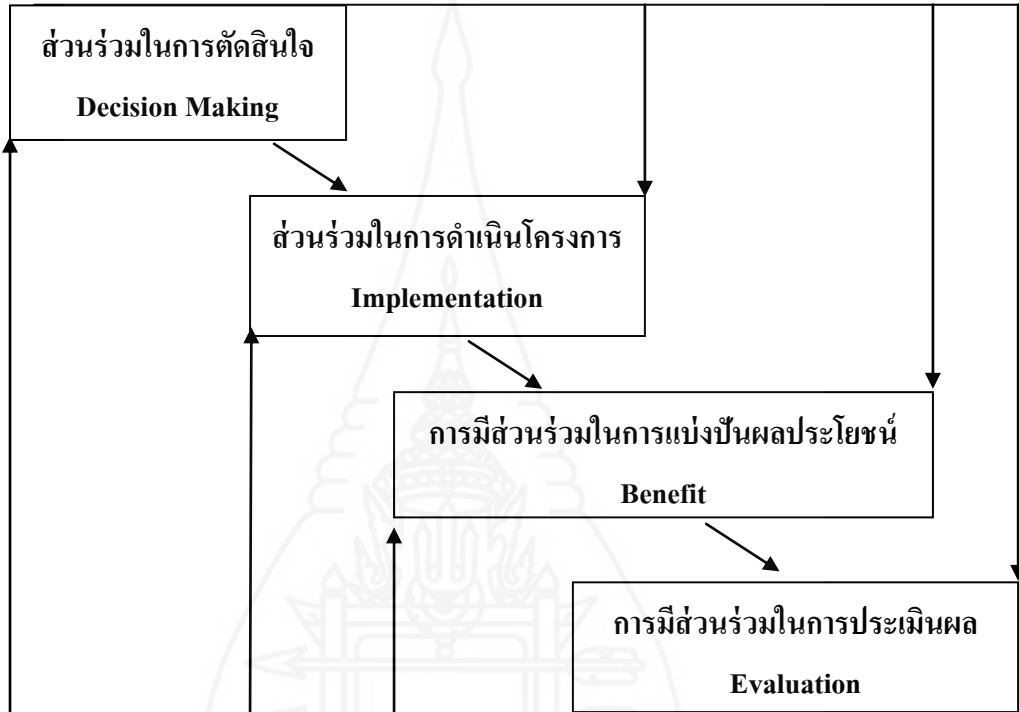 ส่วนร่วมในการตัดสินใจ
Decision Making
ส่วนร่วมในการดำเนินโครงการ
Implementation
การมีส่วนร่วมในการแบ่งปันผลประโยชน์
Benefit
การมีส่วนร่วมในการประเมินผล
Evaluation